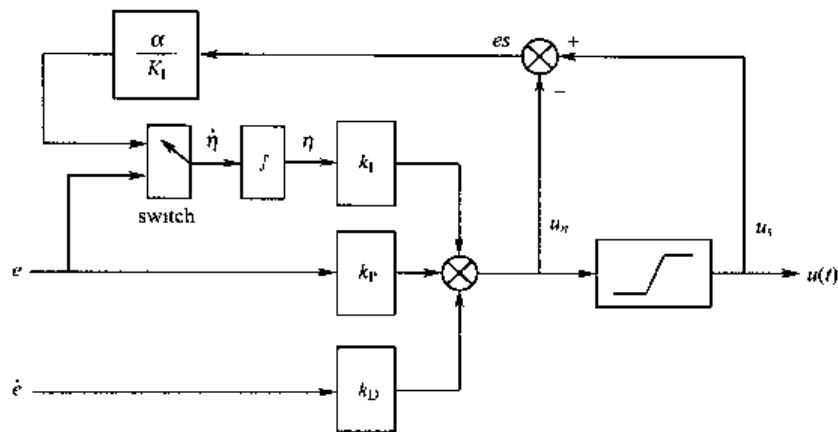 α
K_I
es
+
−
η̇
∫
η
k_I
switch
u_n
u_s
e
k_P
u(t)
ė
k_D